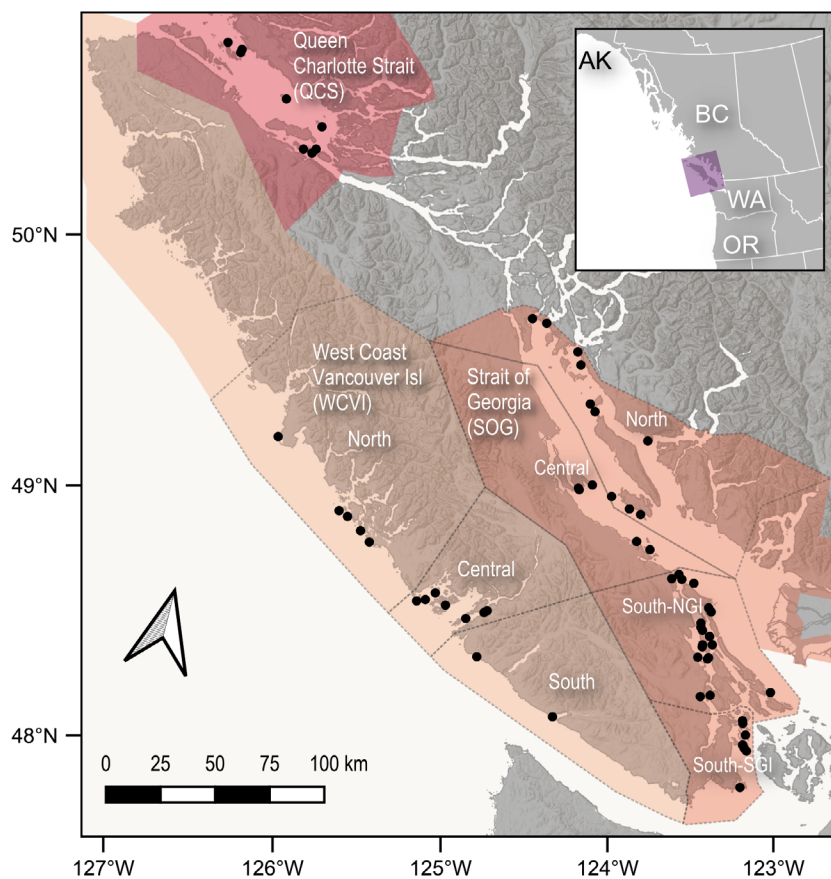 Queen
Charlotte Strait
(QCS)
AK
BC
WA
OR
50°N
West Coast
Vancouver Isl
(WCVI)
North
Strait of
Georgia
(SOG)
North
Central
49°N
Central
South-NGI
South
48°N
South-SGI
0 25 50 75 100 km
127°W 126°W 125°W 124°W 123°W